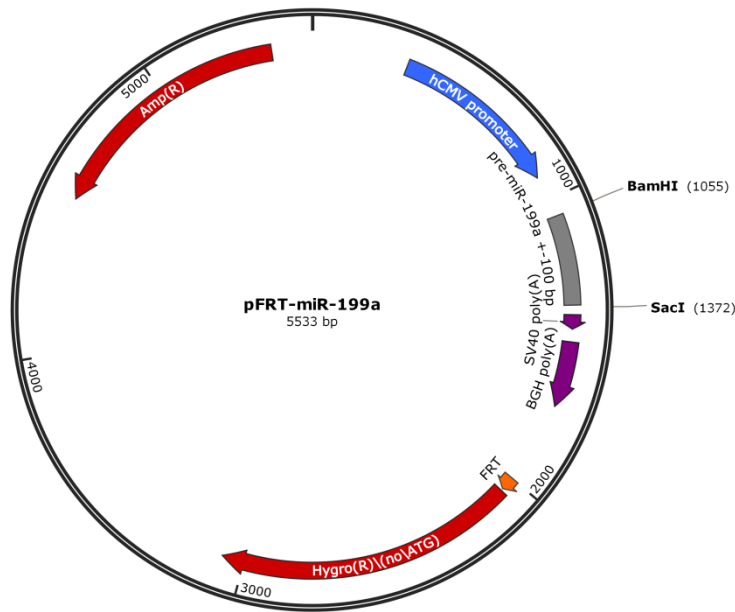 5000
Amp(R)
hCMV promoter
1000
BamHI (1055)
pre-miR-199a +-100 bp
SacI (1372)
SV40 poly(A)
BGH poly(A)
pFRT-miR-199a
5533 bp
4000
FRT
2000
Hygro(R)\(no\ATG)
3000